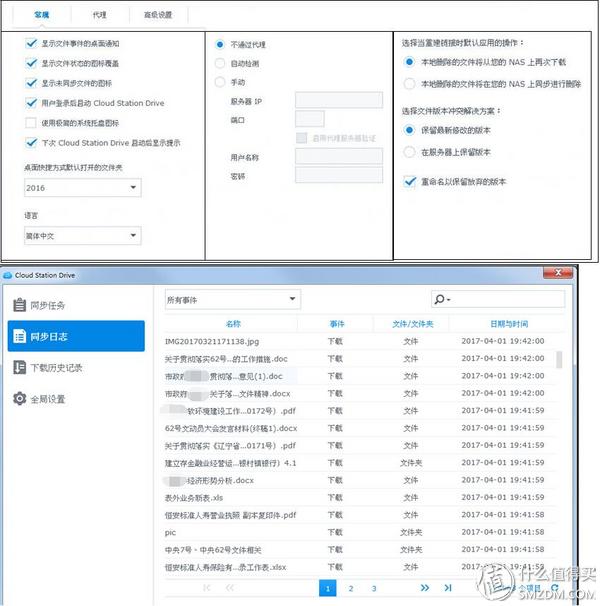 常规 代理 高级设置
显示文件事件的桌面通知
显示文件状态的图标覆盖
显示未同步文件的图标
用户登录后启动 Cloud Station Drive
使用极简的系统托盘图标
下次 Cloud Station Drive 启动后显示提示
桌面快捷方式默认打开的文件夹
2016
语言
简体中文
不通过代理
自动检测
手动
服务器 IP
端口
启用代理服务器验证
用户名称
密钥
选择当重建链接时默认应用的操作:
本地删除的文件将从您的 NAS 上再次下载
本地删除的文件将在您的 NAS 上同步进行删除
选择文件版本冲突解决方案:
保留最新修改的版本
在服务器上保留版本
重命名以保留放弃的版本
Cloud Station Drive
同步任务
同步日志
下载历史记录
全局设置
所有事件
名称 事件 文件/文件夹 日期与时间
IMG20170321171138.jpg 下载 文件 2017-04-01 19:42:00
关于贯彻落实62号...的工作措施.doc 下载 文件 2017-04-01 19:42:00
市政府 贯彻落...意见(1).doc 下载 文件 2017-04-01 19:42:00
市政府 关于落...文件精神.docx 下载 文件 2017-04-01 19:42:00
软环境建设工作...0172号）.pdf 下载 文件 2017-04-01 19:41:59
62号文动员大会发言材料(终稿1).docx 下载 文件 2017-04-01 19:41:59
关于贯彻落实《辽宁省...0171号）.pdf 下载 文件 2017-04-01 19:41:59
建立存金融业经营运...银村镇银行）4.1 下载 文件夹 2017-04-01 19:41:59
经济形势分析.docx 下载 文件 2017-04-01 19:41:59
表外业务新表.xls 下载 文件 2017-04-01 19:41:59
恒安标准人寿营业执照 副本复印件.pdf 下载 文件 2017-04-01 19:41:58
pic 下载 文件夹 2017-04-01 19:41:58
中央7号、中央62号文件相关 下载 文件夹 2017-04-01 19:41:58
恒安标准人寿保险有...录工作表.xlsx 下载 文件 2017-04-01 19:41:58
1 2 3
个项目
值 什么值得买
SMZDM.COM